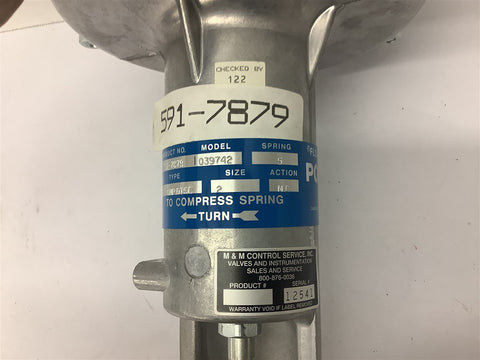 CHECKED BY
122
591-7879
MODEL SPRING
039742 5
TYPE SIZE ACTION
2
TO COMPRESS SPRING
TURN
M & M CONTROL SERVICE, INC
VALVES AND INSTRUMENTATION
SALES AND SERVICE
800-876-0036
PRODUCT # SERIAL #
12541
WARRANTY VOID IF LABEL REMOVED